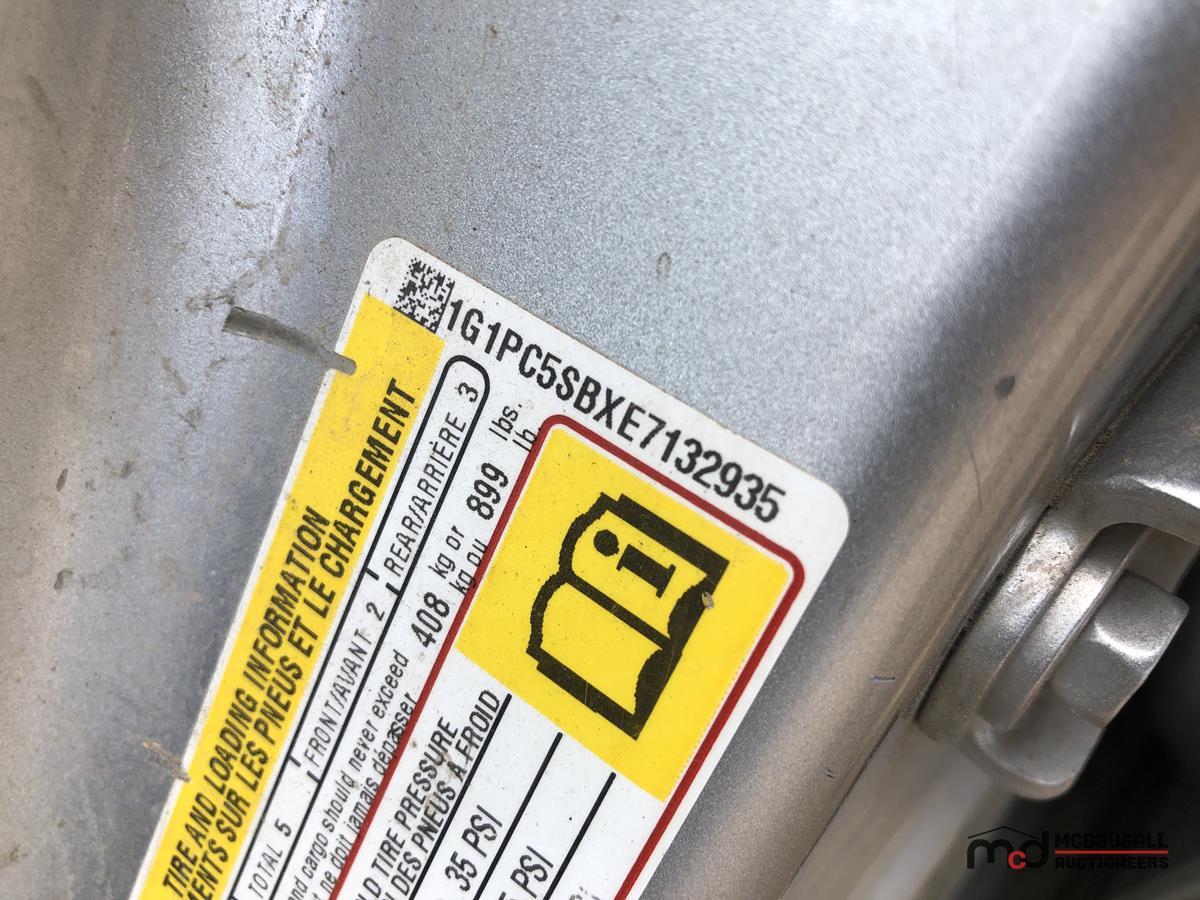 1G1PC5SBXE7132935
TIRE AND LOADING INFORMATION
MENTS SUR LES PNEUS ET LE CHARGEMENT
TOTAL 5 FRONT/AVANT 2 REAR/ARRIÈRE 3
and cargo should never exceed 408 kg or 899 lbs.
ne doit jamais dépasser kg ou lb.
LD TIRE PRESSURE
DES PNEUS À FROID
35 PSI
PSI
i
mcd MCDOUGALL
AUCTIONEERS